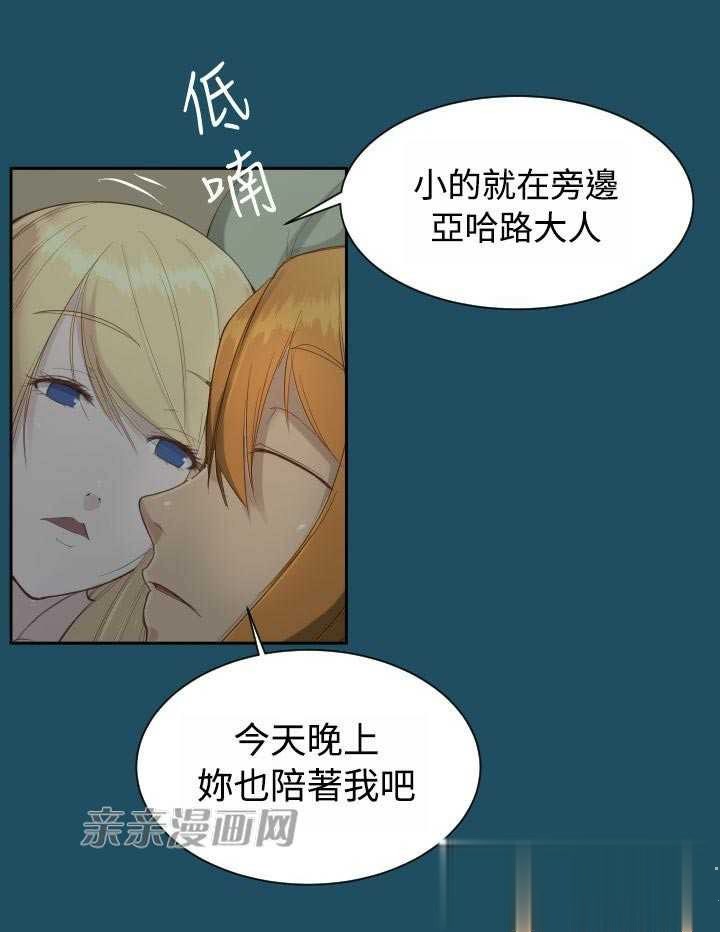 低喃
小的就在旁邊
亞哈路大人
今天晚上
妳也陪著我吧
亲亲漫画网